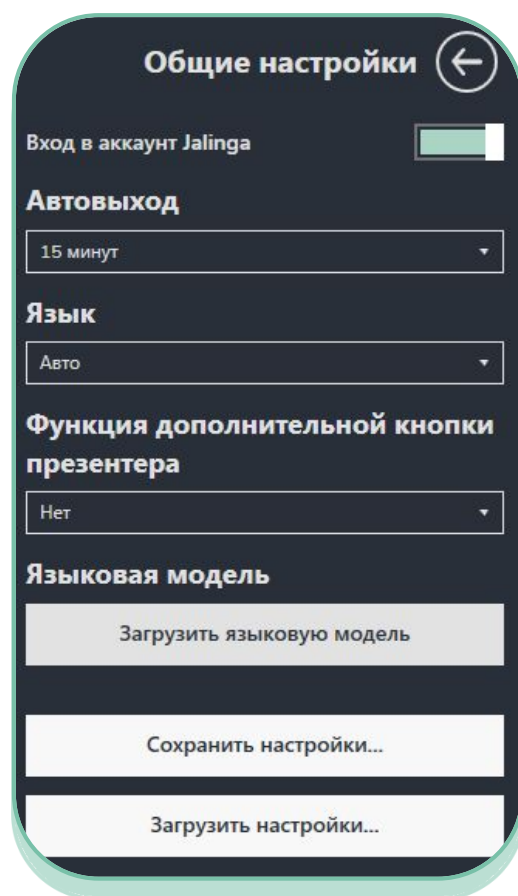 Общие настройки
Вход в аккаунт Jalinga
Автовыход
15 минут
Язык
Авто
Функция дополнительной кнопки
презентера
Нет
Языковая модель
Загрузить языковую модель
Сохранить настройки...
Загрузить настройки...